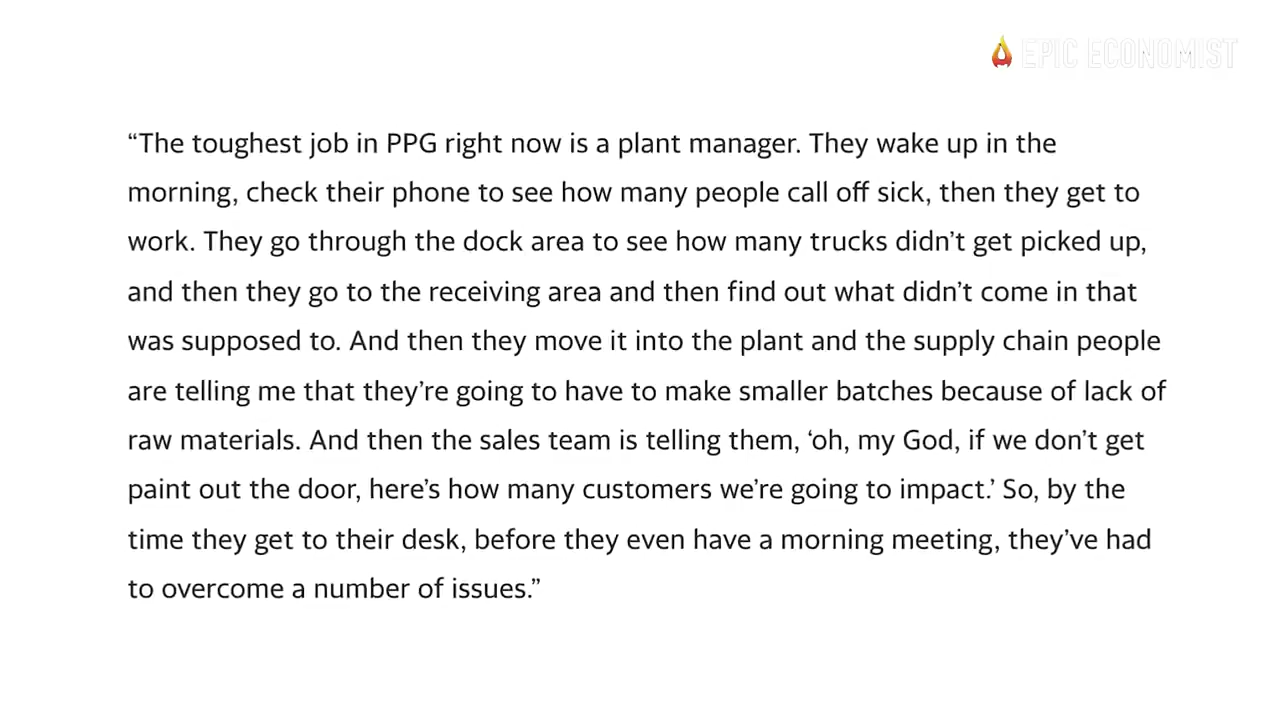 EPIC ECONOMIST
“The toughest job in PPG right now is a plant manager. They wake up in the
morning, check their phone to see how many people call off sick, then they get to
work. They go through the dock area to see how many trucks didn’t get picked up,
and then they go to the receiving area and then find out what didn’t come in that
was supposed to. And then they move it into the plant and the supply chain people
are telling me that they’re going to have to make smaller batches because of lack of
raw materials. And then the sales team is telling them, ‘oh, my God, if we don’t get
paint out the door, here’s how many customers we’re going to impact.’ So, by the
time they get to their desk, before they even have a morning meeting, they’ve had
to overcome a number of issues.”